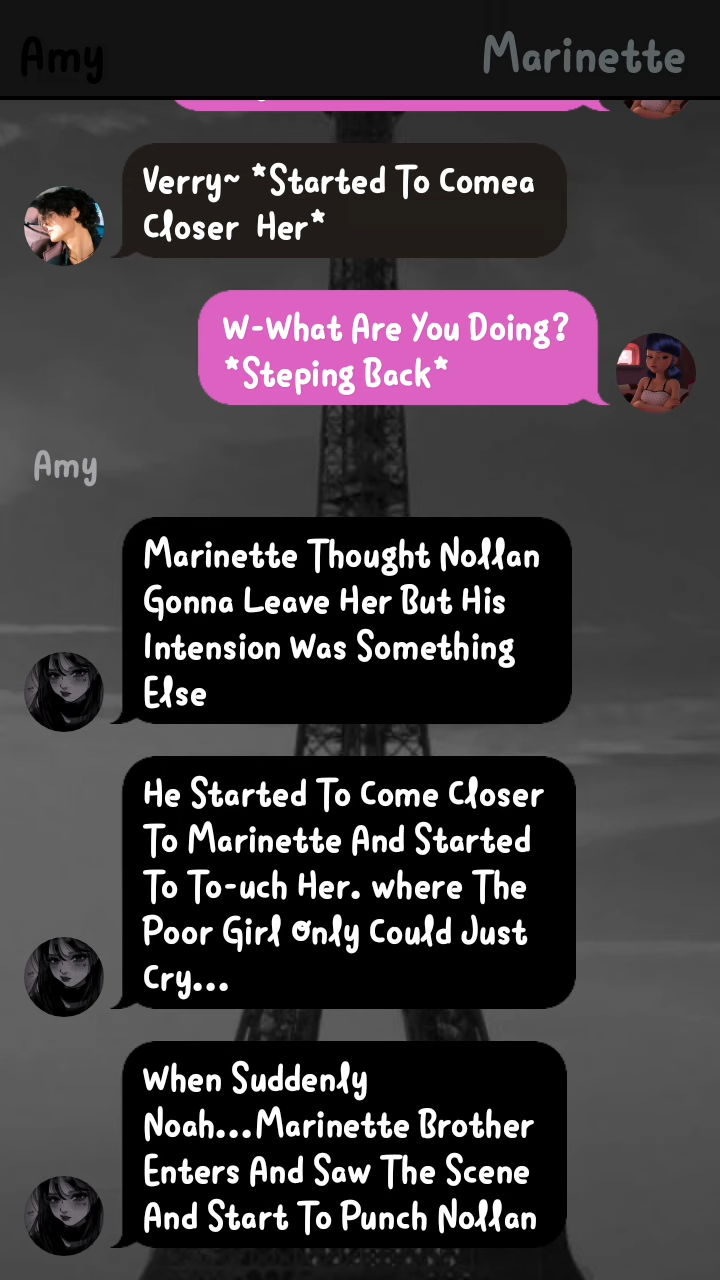 Amy
Marinette
Verry~ *Started To Comea
Closer Her*
W-What Are You Doing?
*Steping Back*
Amy
Marinette Thought Nollan
Gonna Leave Her But His
Intension Was Something
Else
He Started To Come Closer
To Marinette And Started
To To-uch Her. where The
Poor Girl Only Could Just
Cry...
When Suddenly
Noah...Marinette Brother
Enters And Saw The Scene
And Start To Punch Nollan